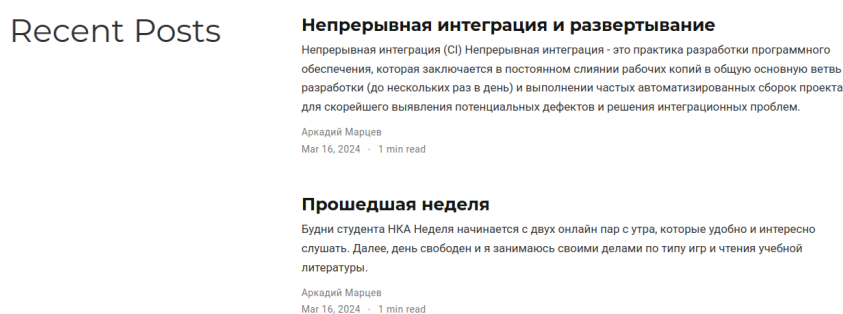 Recent Posts
Непрерывная интеграция и развертывание
Непрерывная интеграция (CI) Непрерывная интеграция - это практика разработки программного
обеспечения, которая заключается в постоянном слиянии рабочих копий в общую основную ветвь
разработки (до нескольких раз в день) и выполнении частых автоматизированных сборок проекта
для скорейшего выявления потенциальных дефектов и решения интеграционных проблем.
Аркадий Марцев
Mar 16, 2024 · 1 min read
Прошедшая неделя
Будни студента НКА Неделя начинается с двух онлайн пар с утра, которые удобно и интересно
слушать. Далее, день свободен и я занимаюсь своими делами по типу игр и чтения учебной
литературы.
Аркадий Марцев
Mar 16, 2024 · 1 min read